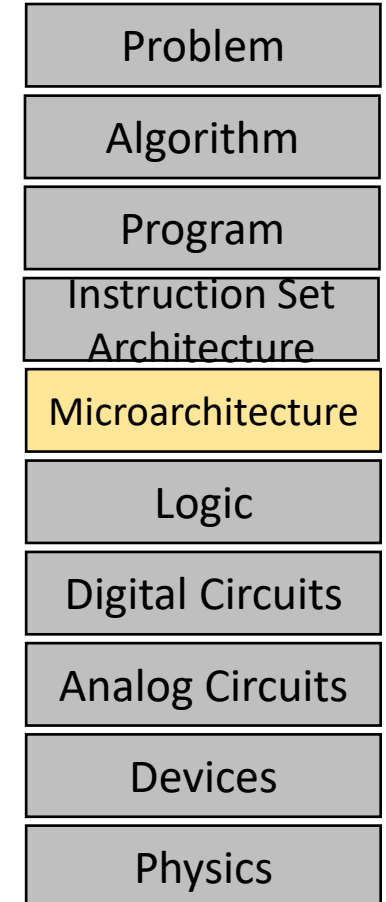 Problem
Algorithm
Program
Instruction Set
Architecture
Microarchitecture
Logic
Digital Circuits
Analog Circuits
Devices
Physics